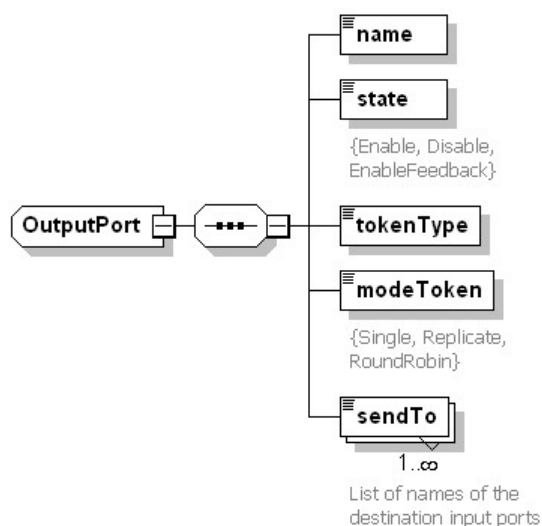 name
state
{Enable, Disable,
EnableFeedback}
OutputPort
tokenType
modeToken
{Single, Replicate,
RoundRobin}
sendTo
1..∞
List of names of the
destination input ports